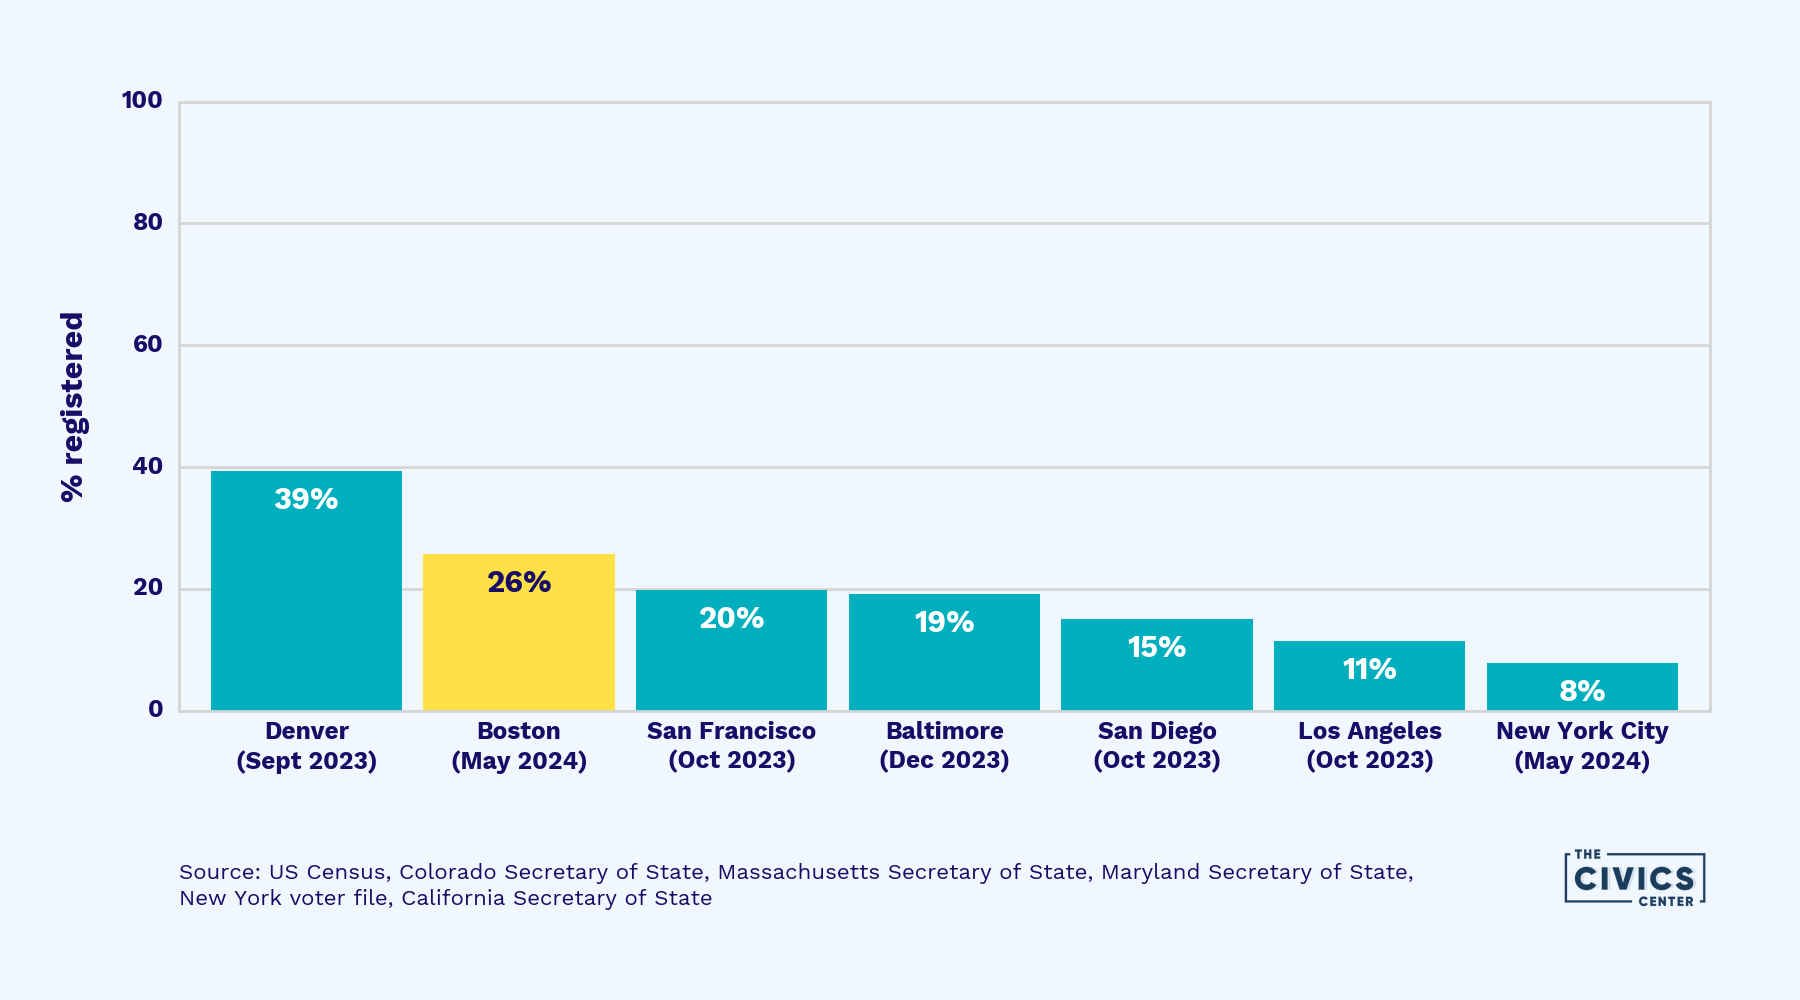 100
80
60
40
20
0
% registered
39%
26%
20%
19%
15%
11%
8%
Denver
(Sept 2023)
Boston
(May 2024)
San Francisco
(Oct 2023)
Baltimore
(Dec 2023)
San Diego
(Oct 2023)
Los Angeles
(Oct 2023)
New York City
(May 2024)
Source: US Census, Colorado Secretary of State, Massachusetts Secretary of State, Maryland Secretary of State,
New York voter file, California Secretary of State
THE
CIVICS
CENTER